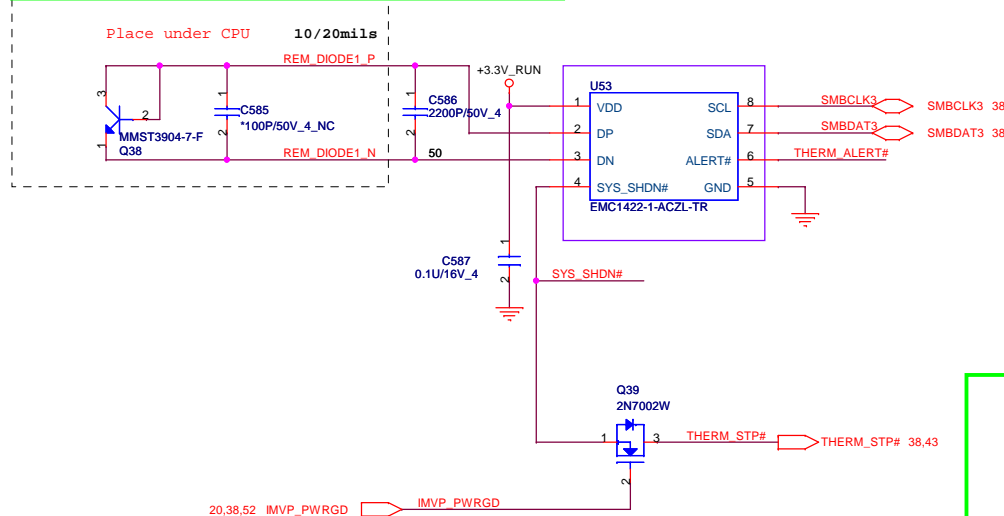 Place under CPU 10/20mils
REM_DIODE1_P
+3.3V_RUN
U53
3
2
1
MMST3904-7-F
Q38
1
C585
*100P/50V_4_NC
2
1
C586
2200P/50V_4
2
REM_DIODE1_N 50
1 VDD SCL 8 SMBCLK3 SMBCLK3 38
2 DP SDA 7 SMBDAT3 SMBDAT3 38
3 DN ALERT# 6 THERM_ALERT#
4 SYS_SHDN# GND 5
EMC1422-1-ACZL-TR
1
C587
0.1U/16V_4
2
SYS_SHDN#
Q39
2N7002W
1 3 THERM_STP# THERM_STP# 38,43
2
20,38,52 IMVP_PWRGD IMVP_PWRGD